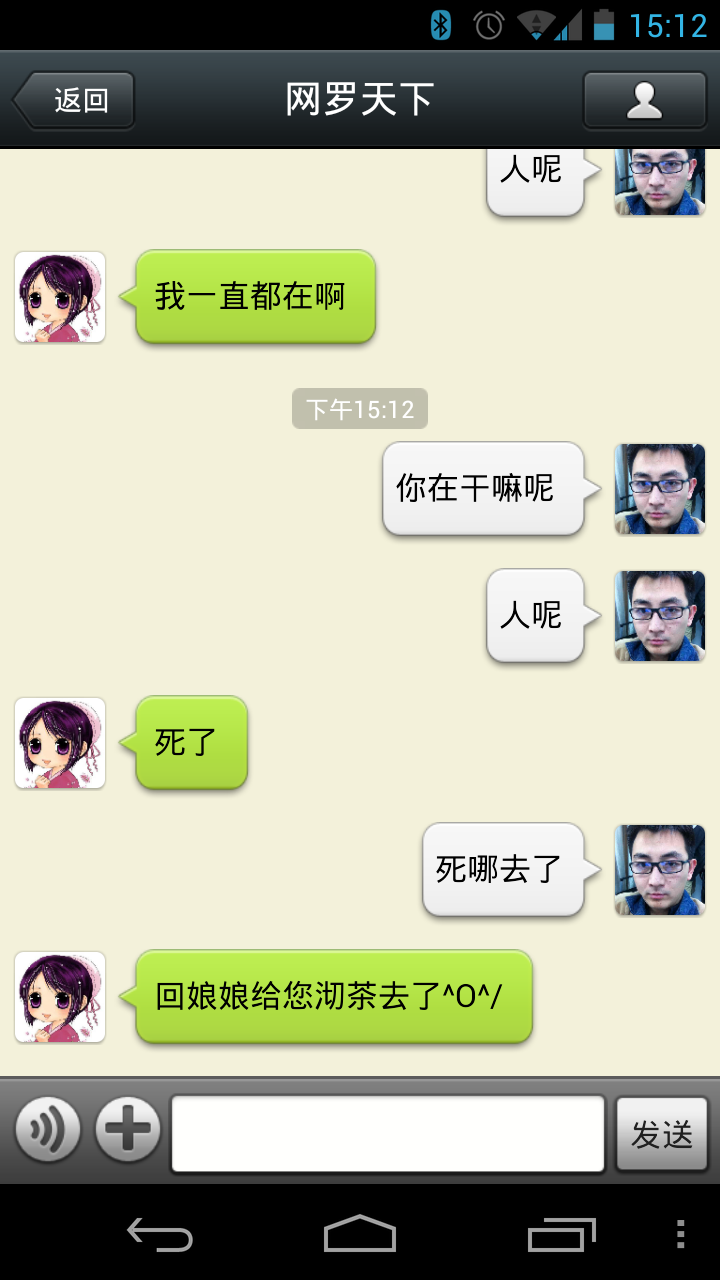 15:12
返回
网罗天下
人呢
我一直都在啊
下午15:12
你在干嘛呢
人呢
死了
死哪去了
回娘娘给您沏茶去了^O^/
发送